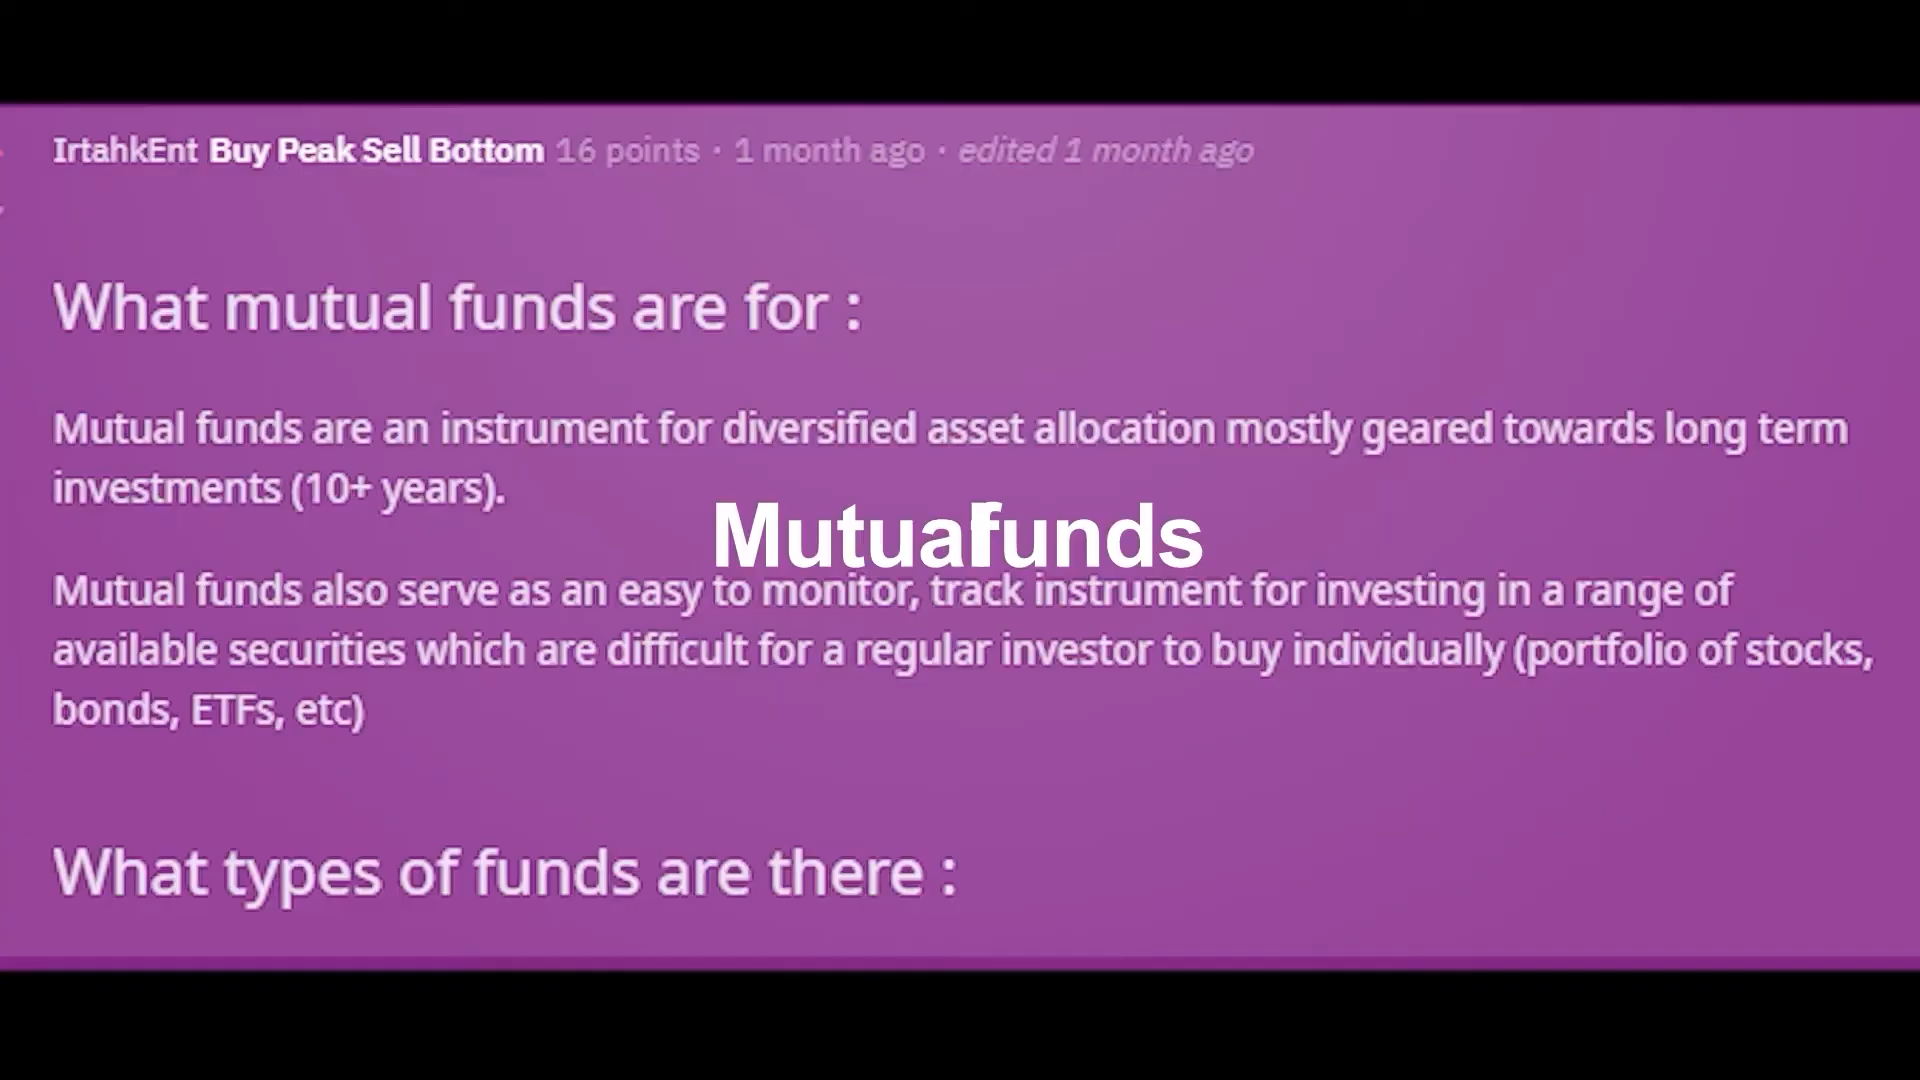 IrtahkEnt Buy Peak Sell Bottom 16 points · 1 month ago · edited 1 month ago
What mutual funds are for :
Mutual funds are an instrument for diversified asset allocation mostly geared towards long term
investments (10+ years).
Mutual funds
Mutual funds also serve as an easy to monitor, track instrument for investing in a range of
available securities which are difficult for a regular investor to buy individually (portfolio of stocks,
bonds, ETFs, etc)
What types of funds are there :